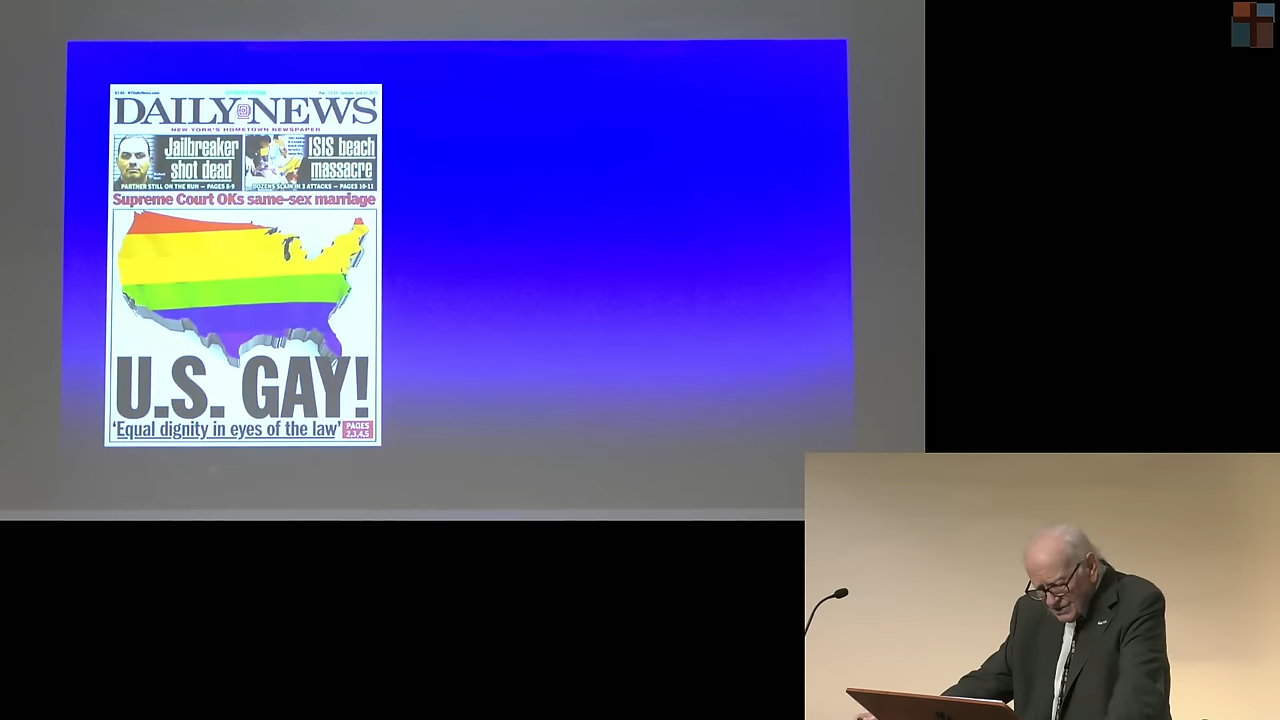 DAILY NEWS
NEW YORK'S HOMETOWN NEWSPAPER
Jailbreaker
shot dead
PARTNER STILL ON THE RUN — PAGES 8-9
ISIS beach
massacre
DOZENS SLAIN IN 3 ATTACKS — PAGES 10-11
Supreme Court OKs same-sex marriage
U.S. GAY!
'Equal dignity in eyes of the law'
PAGES
2,3,4,5